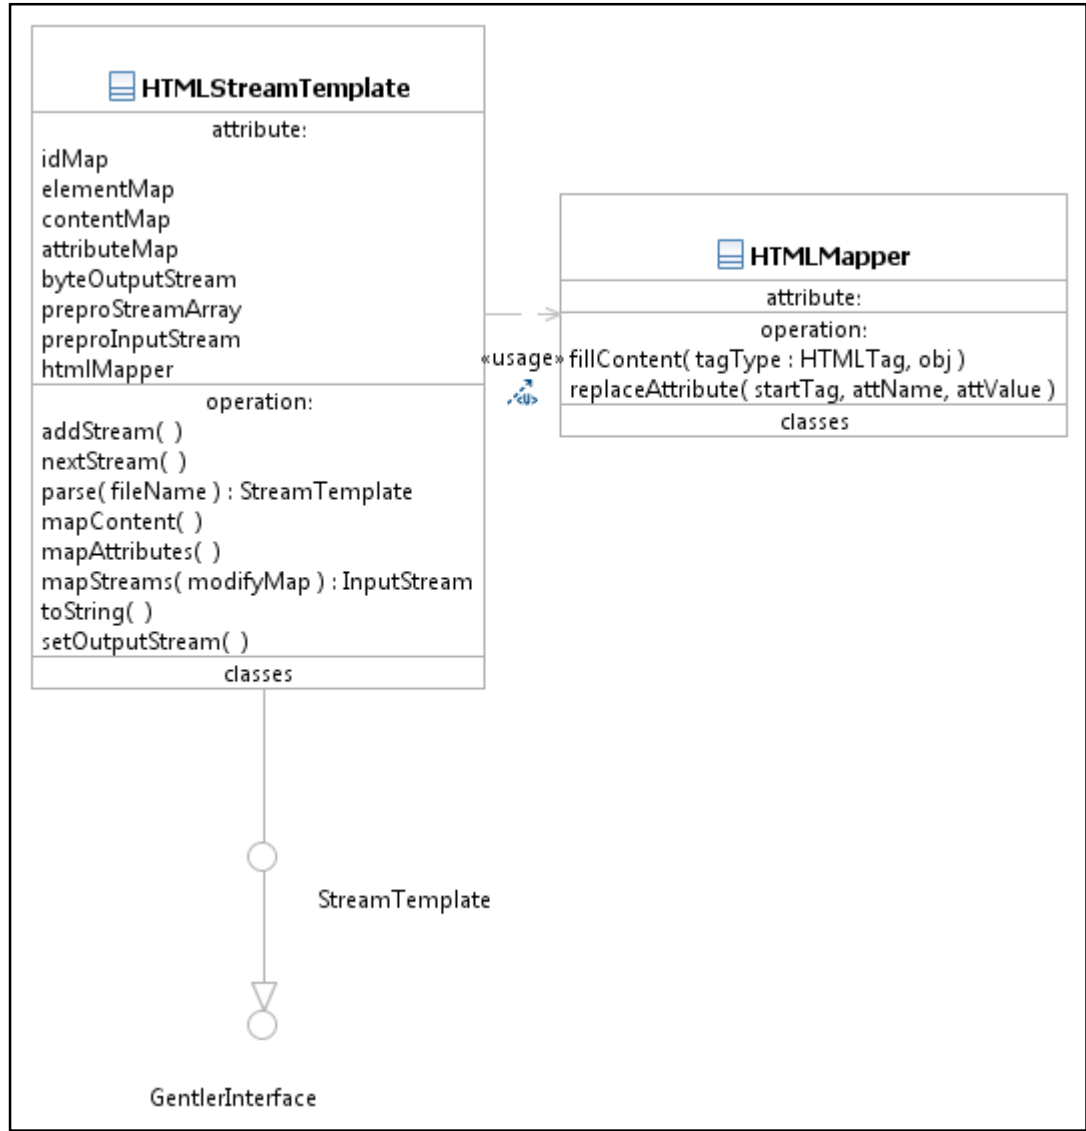 HTMLStreamTemplate
attribute:
idMap
elementMap
contentMap
attributeMap
byteOutputStream
preproStreamArray
preproInputStream
htmlMapper
operation:
addStream( )
nextStream( )
parse( fileName ) : StreamTemplate
mapContent( )
mapAttributes( )
mapStreams( modifyMap ) : InputStream
toString( )
setOutputStream( )
classes
«usage»
<U>
HTMLMapper
attribute:
operation:
fillContent( tagType : HTMLTag, obj )
replaceAttribute( startTag, attName, attValue )
classes
StreamTemplate
GentlerInterface